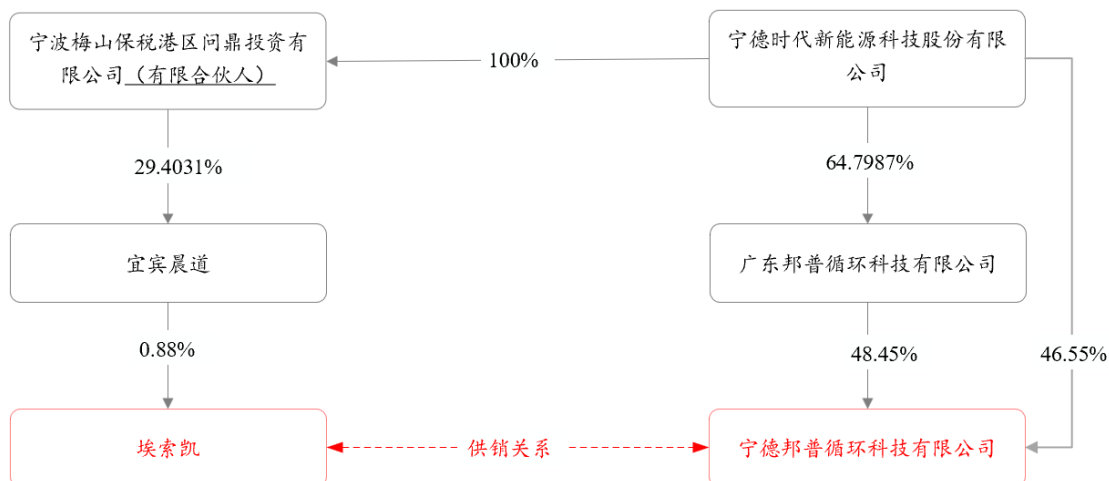 宁波梅山保税港区问鼎投资有
限公司（有限合伙人）
100%
宁德时代新能源科技股份有限
公司
29.4031%
64.7987%
宜宾晨道
广东邦普循环科技有限公司
0.88%
48.45%
46.55%
埃索凯
供销关系
宁德邦普循环科技有限公司